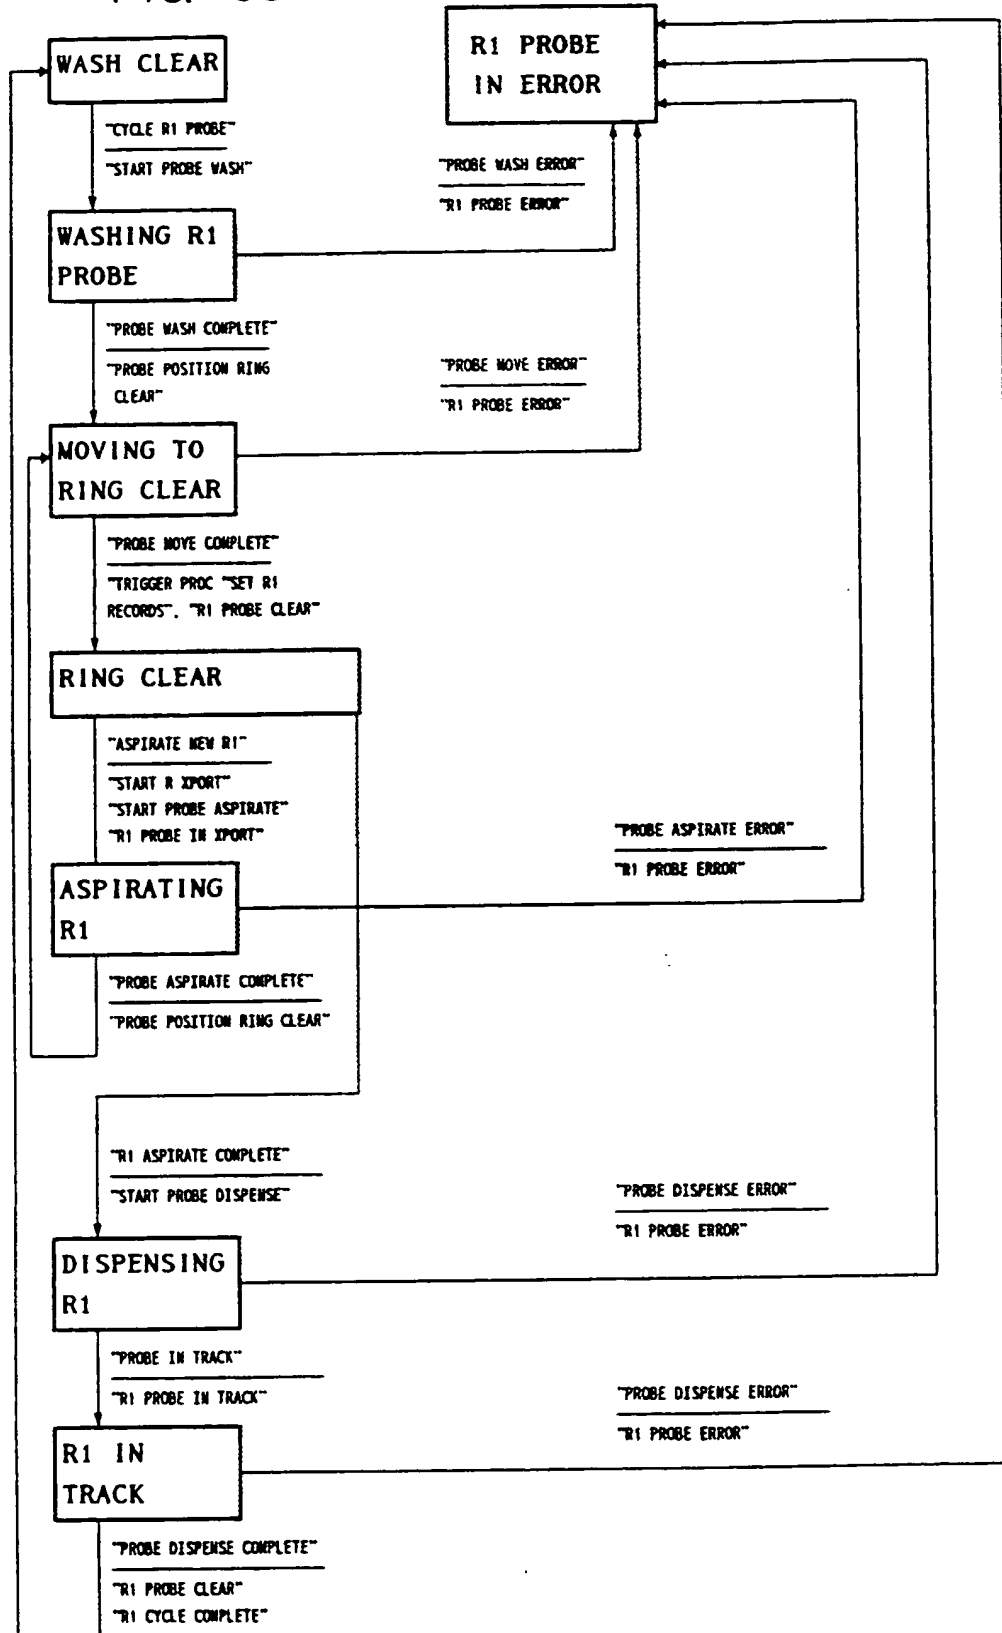 WASH CLEAR
R1 PROBE
IN ERROR
"CYCLE R1 PROBE"
"START PROBE WASH"
"PROBE WASH ERROR"
"R1 PROBE ERROR"
WASHING R1
PROBE
"PROBE WASH COMPLETE"
"PROBE POSITION RING
CLEAR"
"PROBE MOVE ERROR"
"R1 PROBE ERROR"
MOVING TO
RING CLEAR
"PROBE MOVE COMPLETE"
"TRIGGER PROC "SET R1
RECORDS", "R1 PROBE CLEAR"
RING CLEAR
"ASPIRATE NEW R1"
"START R XPORT"
"START PROBE ASPIRATE"
"R1 PROBE IN XPORT"
"PROBE ASPIRATE ERROR"
"R1 PROBE ERROR"
ASPIRATING
R1
"PROBE ASPIRATE COMPLETE"
"PROBE POSITION RING CLEAR"
"R1 ASPIRATE COMPLETE"
"START PROBE DISPENSE"
"PROBE DISPENSE ERROR"
"R1 PROBE ERROR"
DISPENSING
R1
"PROBE IN TRACK"
"R1 PROBE IN TRACK"
"PROBE DISPENSE ERROR"
"R1 PROBE ERROR"
R1 IN
TRACK
"PROBE DISPENSE COMPLETE"
"R1 PROBE CLEAR"
"R1 CYCLE COMPLETE"